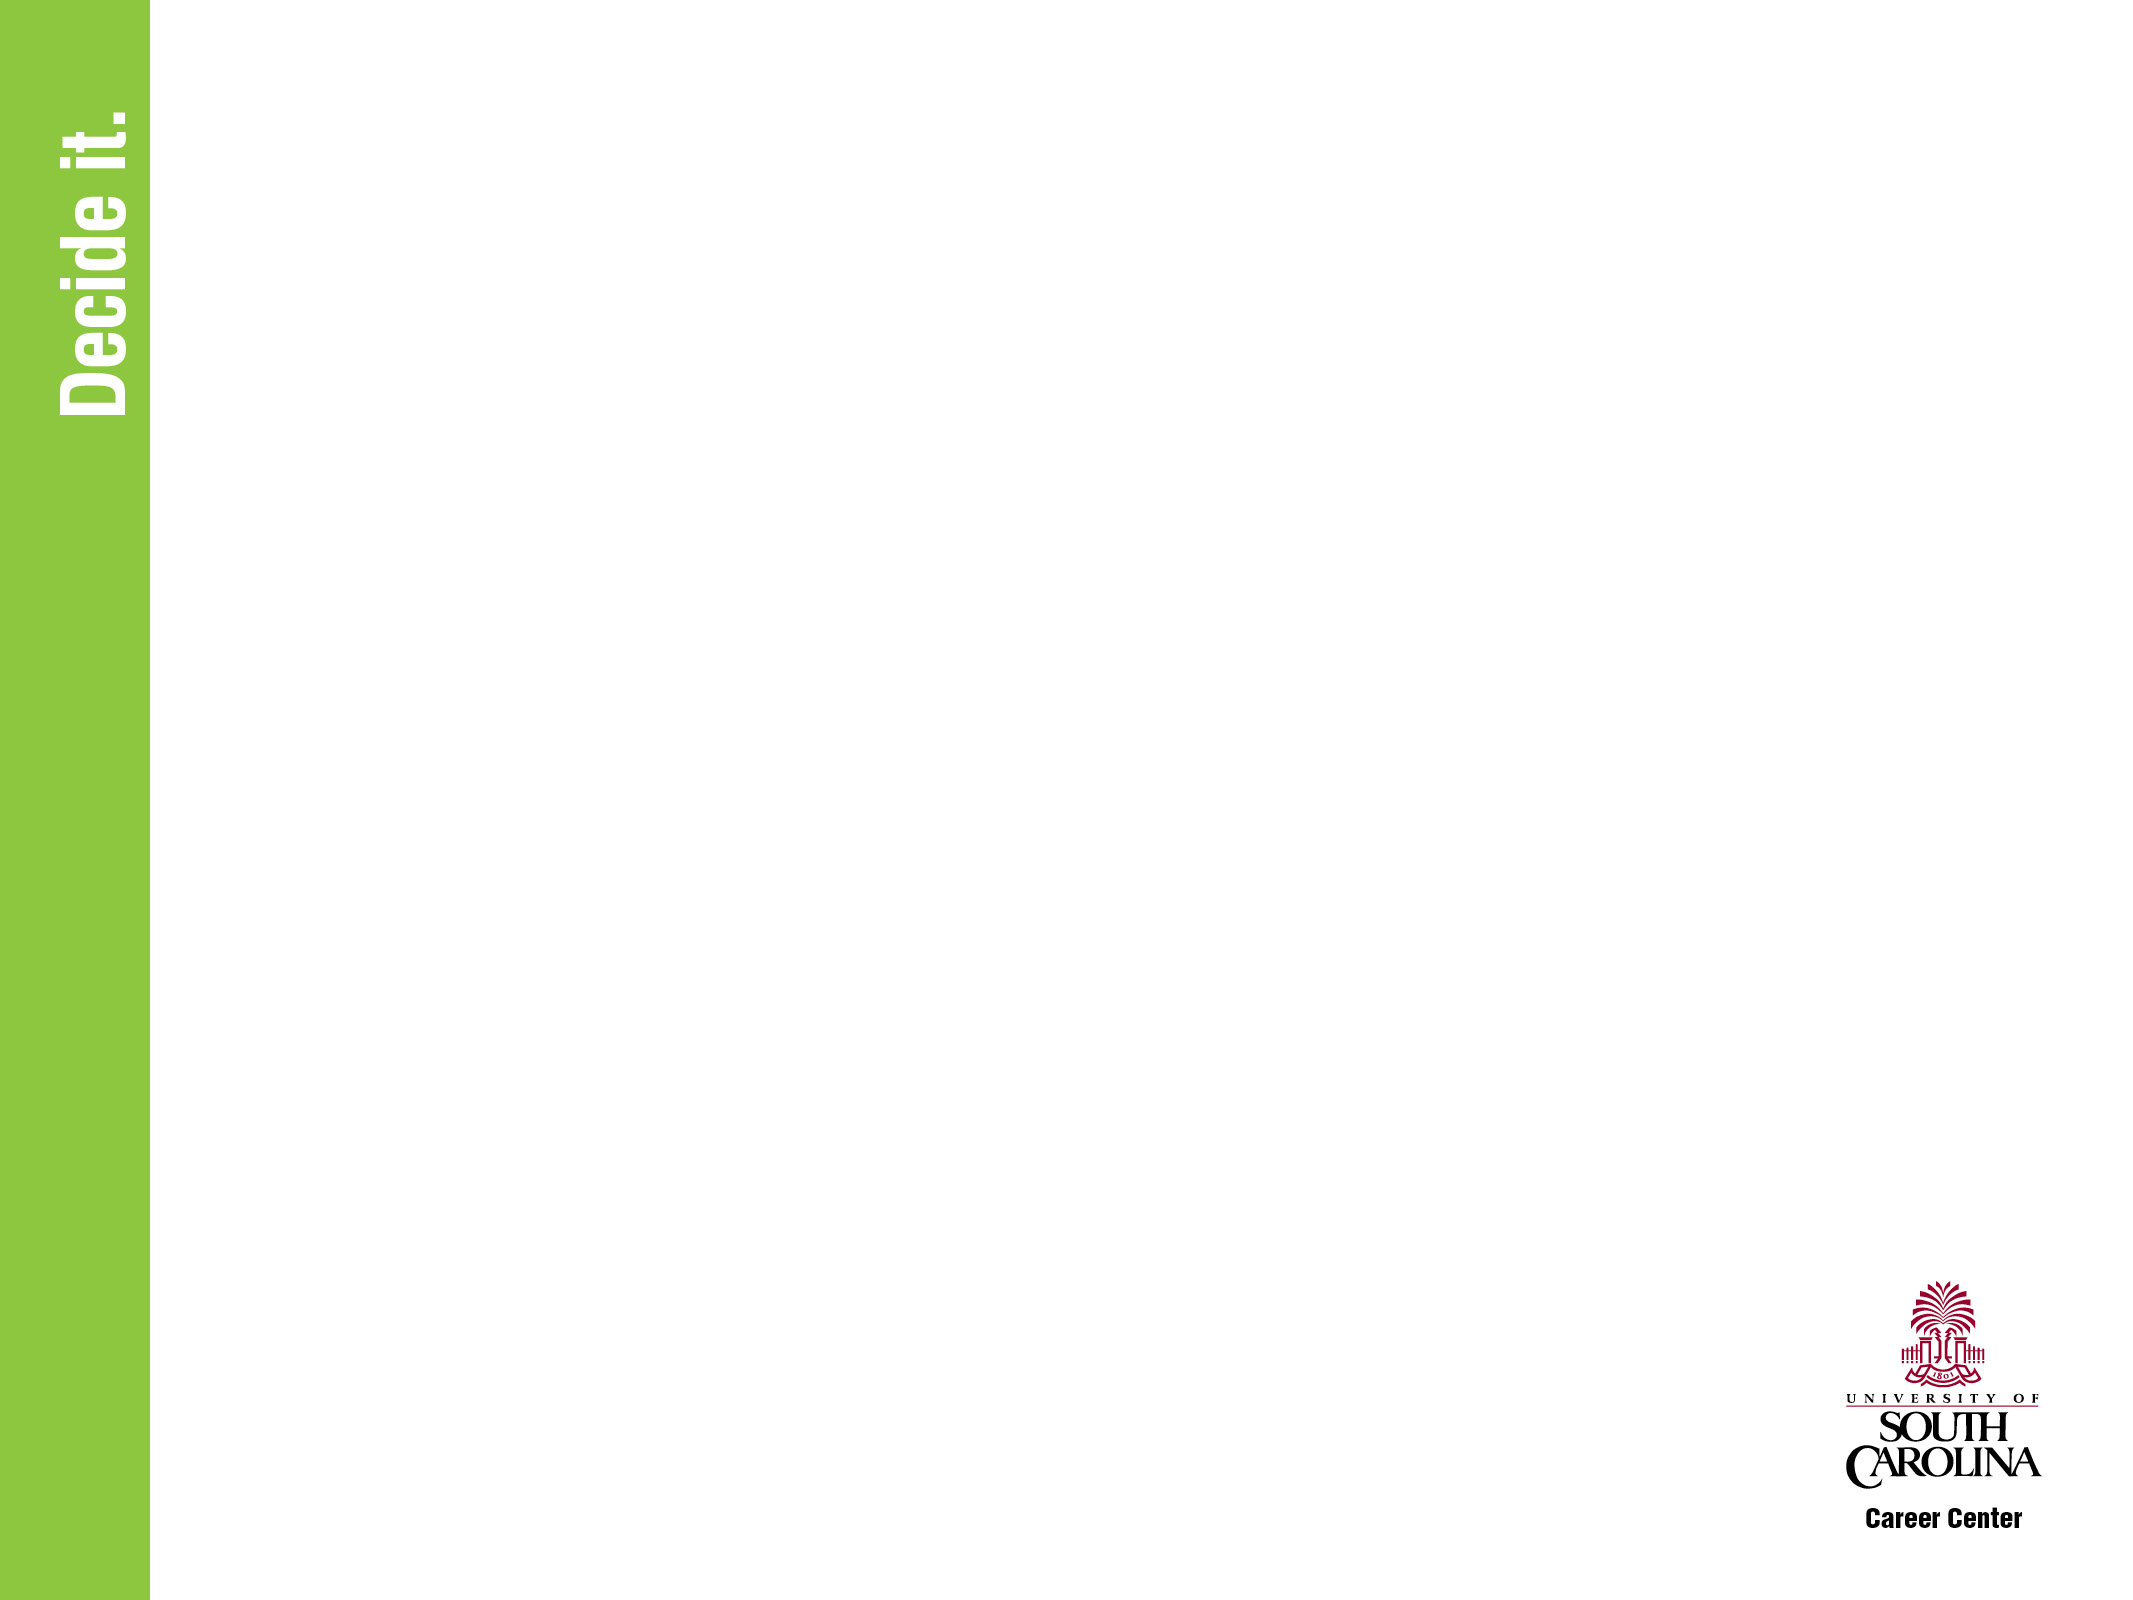 Decide it.
1801
UNIVERSITY OF
SOUTH
CAROLINA
Career Center